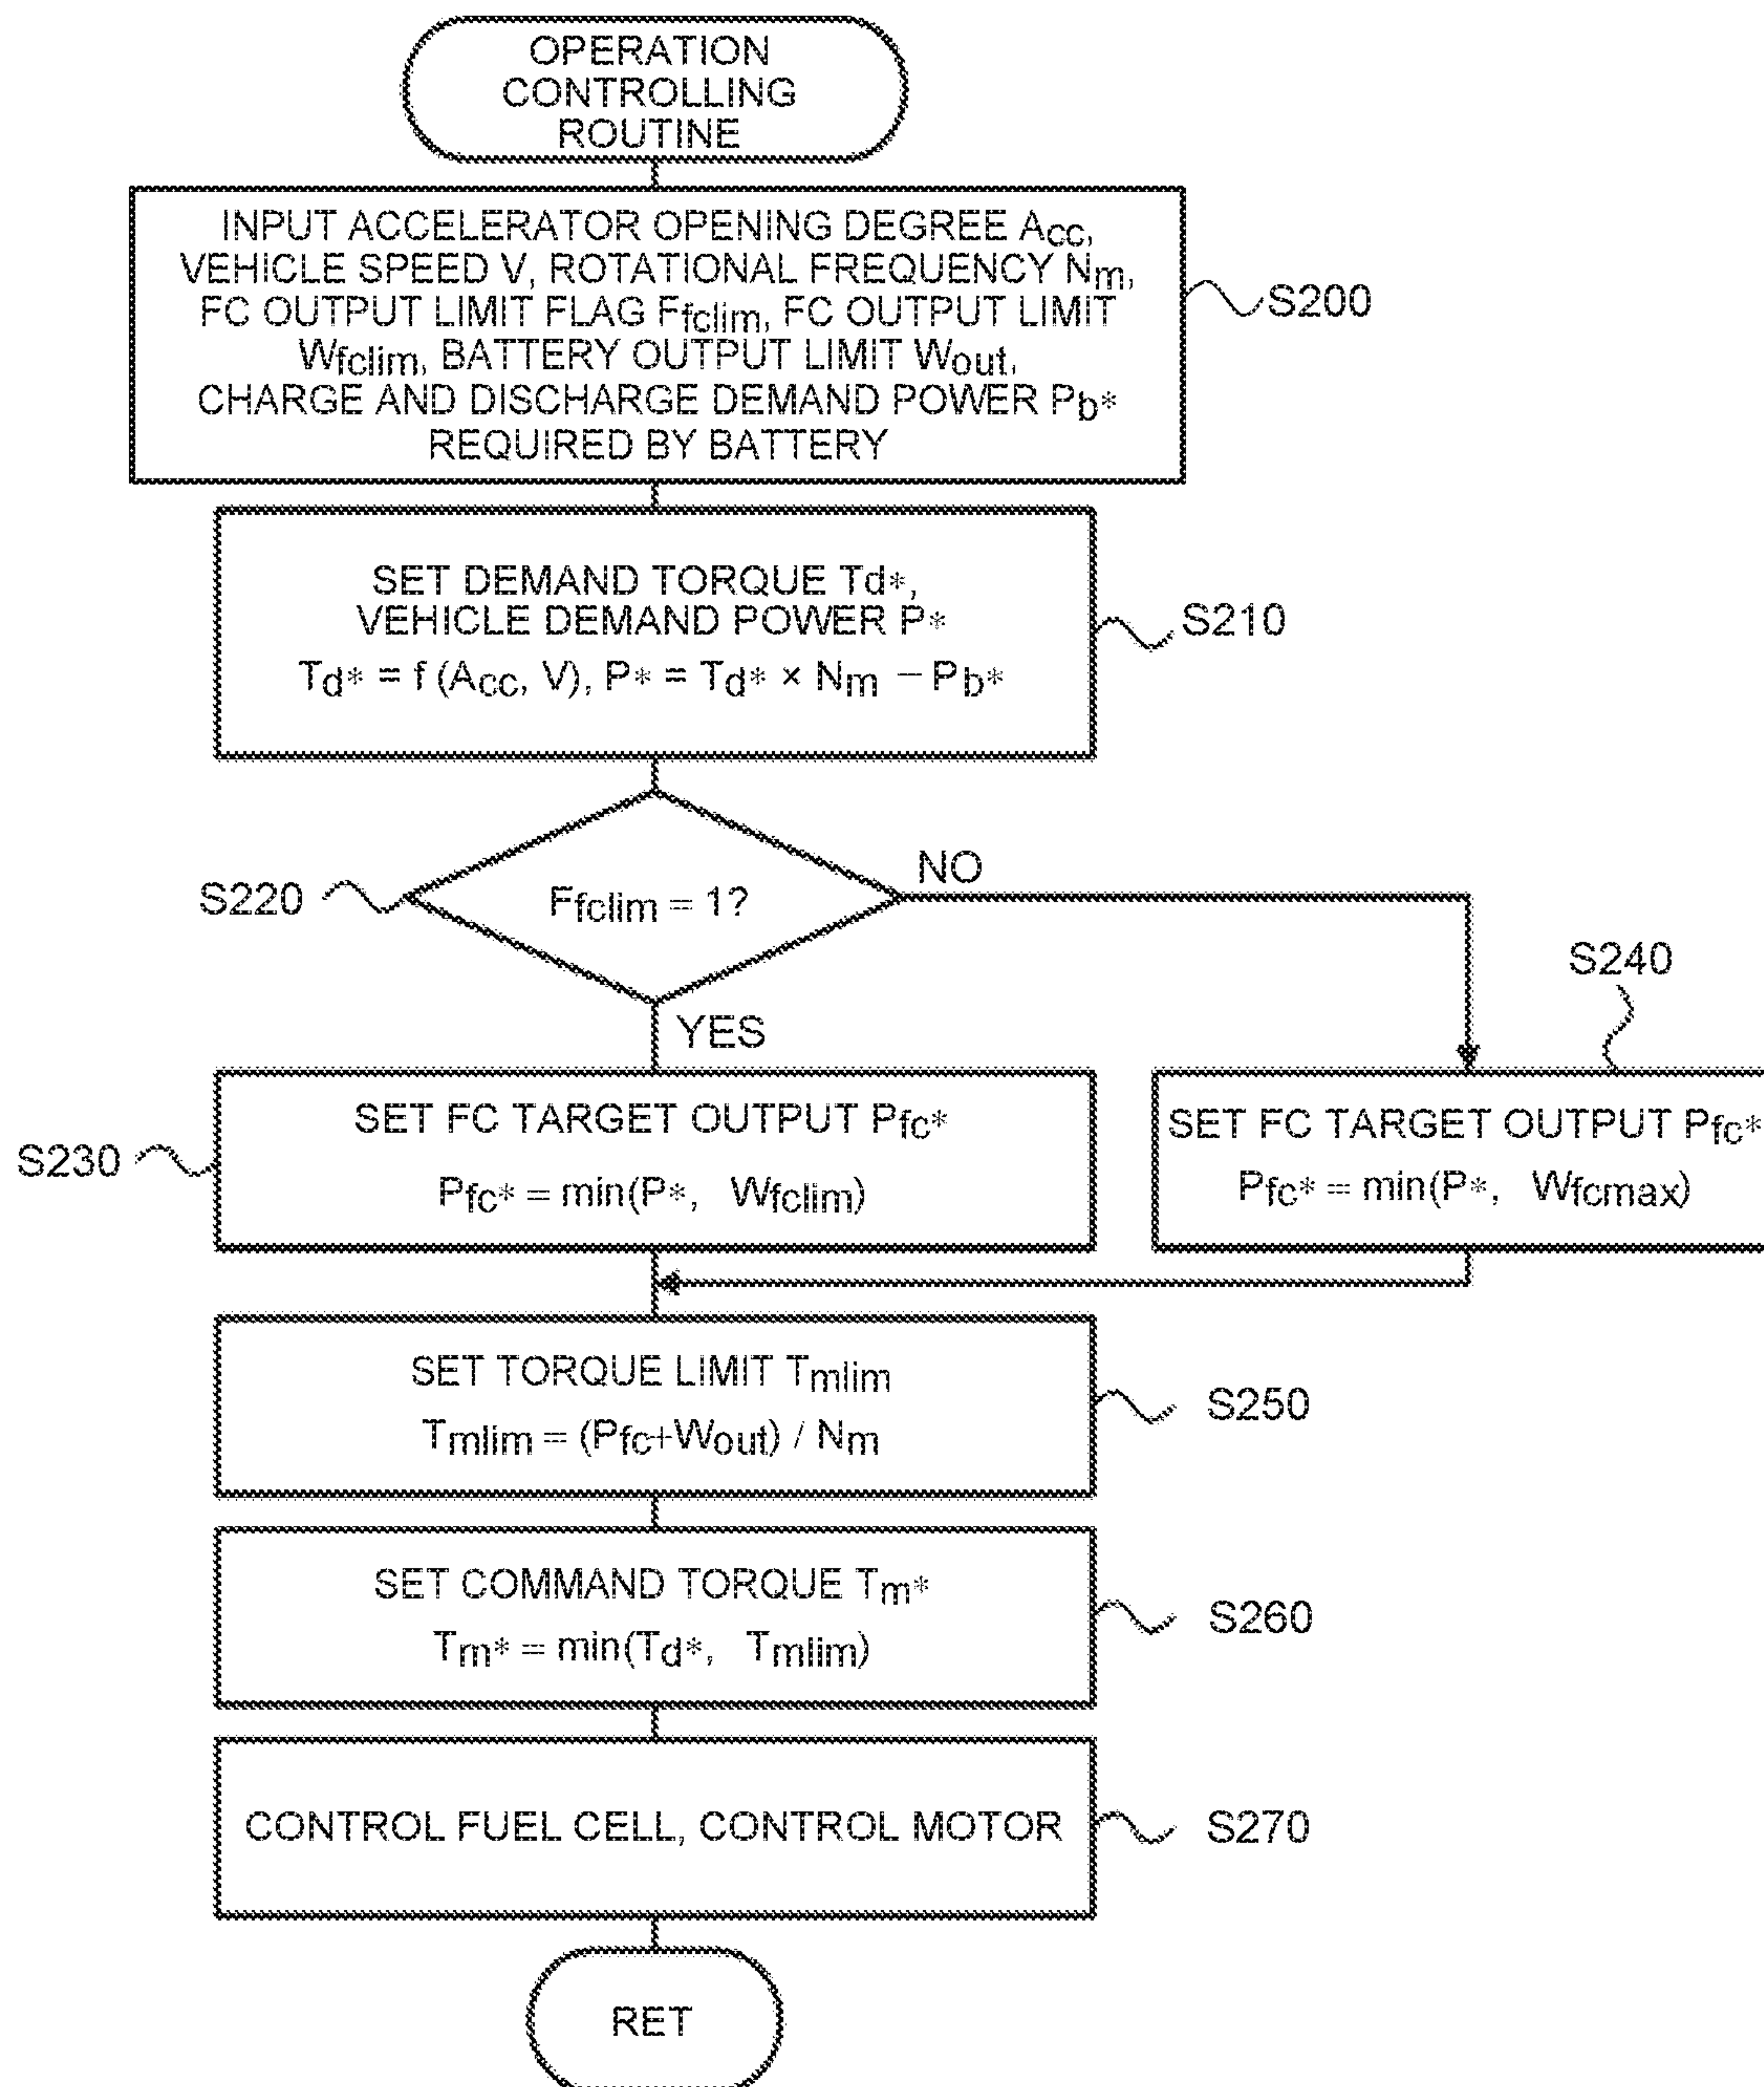 OPERATION
CONTROLLING
ROUTINE
INPUT ACCELERATOR OPENING DEGREE Acc,
VEHICLE SPEED V, ROTATIONAL FREQUENCY Nm,
FC OUTPUT LIMIT FLAG Ffclim, FC OUTPUT LIMIT
Wfclim, BATTERY OUTPUT LIMIT Wout,
CHARGE AND DISCHARGE DEMAND POWER Pb*
REQUIRED BY BATTERY
S200
SET DEMAND TORQUE Td*,
VEHICLE DEMAND POWER P*
Td* = f (Acc, V), P* = Td* × Nm − Pb*
S210
S220
Ffclim = 1?
NO
YES
S240
S230
SET FC TARGET OUTPUT Pfc*
Pfc* = min(P*, Wfclim)
SET FC TARGET OUTPUT Pfc*
Pfc* = min(P*, Wfcmax)
SET TORQUE LIMIT Tmlim
Tmlim = (Pfc+Wout) / Nm
S250
SET COMMAND TORQUE Tm*
Tm* = min(Td*, Tmlim)
S260
CONTROL FUEL CELL, CONTROL MOTOR
S270
RET